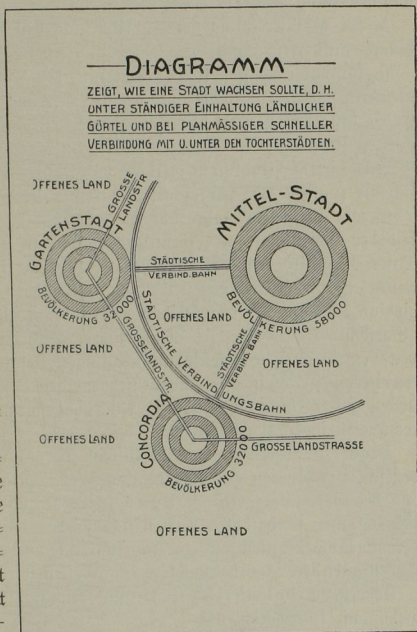 DIAGRAMM
ZEIGT, WIE EINE STADT WACHSEN SOLLTE, D. H.
UNTER STÄNDIGER EINHALTUNG LÄNDLICHER
GÜRTEL UND BEI PLANMÄSSIGER SCHNELLER
VERBINDUNG MIT U. UNTER DEN TOCHTERSTÄDTEN.
OFFENES LAND
GROSSE
LANDSTR
GARTENSTADT
BEVÖLKERUNG 32000
MITTEL-STADT
BEVÖLKERUNG 58000
STÄDTISCHE
VERBIND. BAHN
OFFENES LAND
STÄDTISCHE VERBINDUNGSBAHN
GROSSE LANDSTR.
STÄDTISCHE
VERBIND. BAHN
OFFENES LAND
OFFENES LAND
OFFENES LAND
CONCORDIA
BEVÖLKERUNG 32000
GROSSE LANDSTRASSE
OFFENES LAND